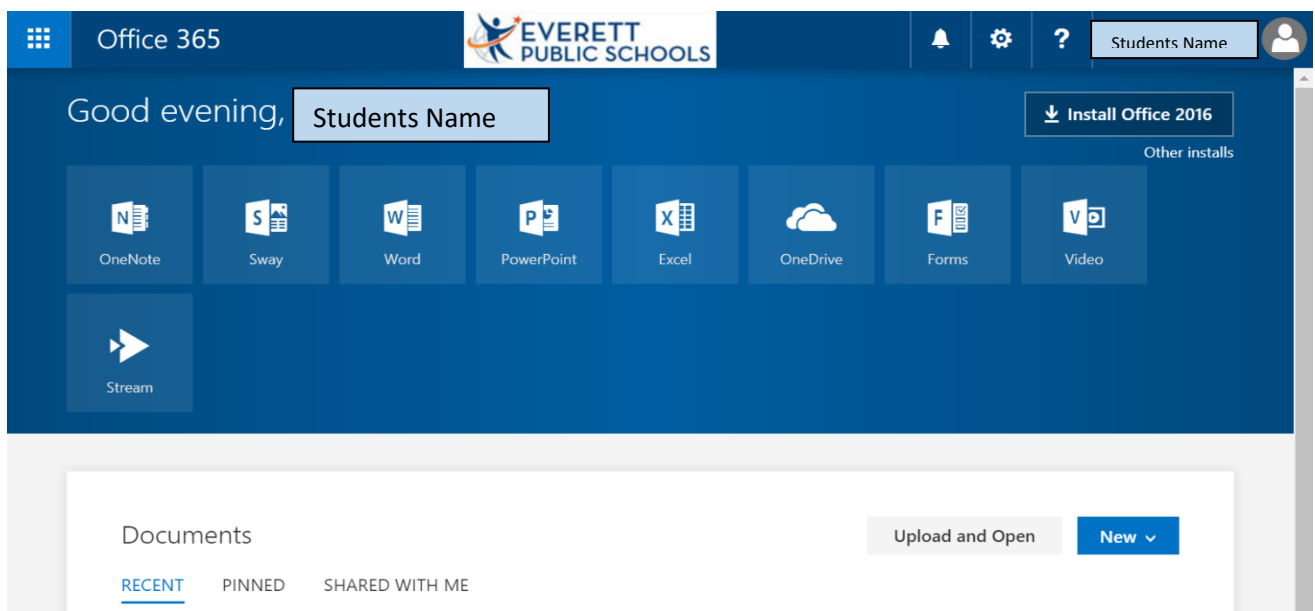 Office 365
EVERETT
PUBLIC SCHOOLS
? Students Name
Good evening, Students Name
Install Office 2016
Other installs
N
OneNote
S
Sway
W
Word
P
PowerPoint
X
Excel
OneDrive
F
Forms
V
Video
Stream
Documents
Upload and Open
New
RECENT PINNED SHARED WITH ME